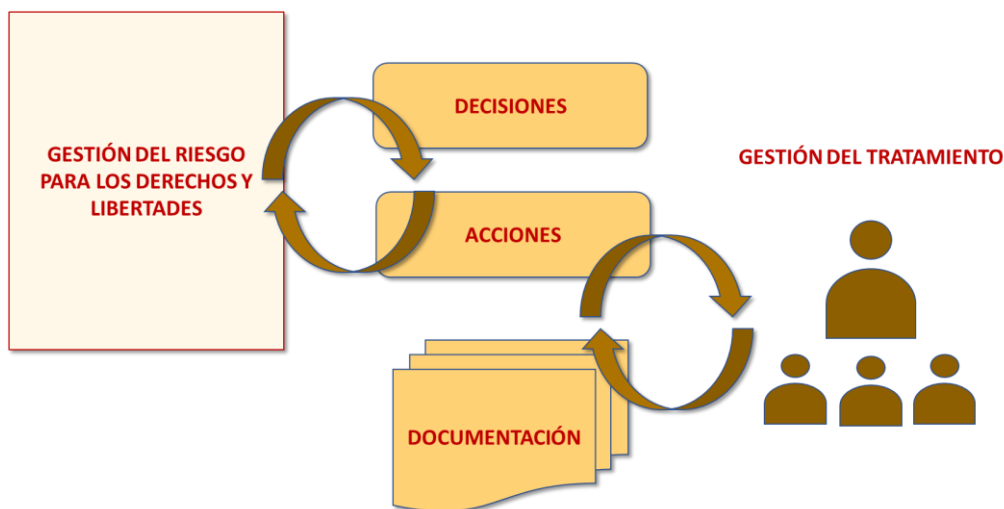 GESTIÓN DEL RIESGO
PARA LOS DERECHOS Y
LIBERTADES
DECISIONES
ACCIONES
DOCUMENTACIÓN
GESTIÓN DEL TRATAMIENTO